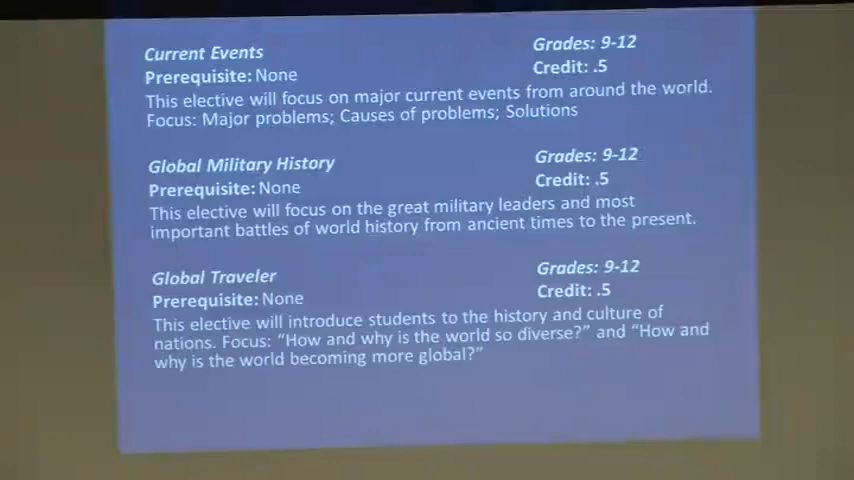 Current Events Grades: 9-12
Prerequisite: None Credit: .5
This elective will focus on major current events from around the world.
Focus: Major problems; Causes of problems; Solutions
Global Military History Grades: 9-12
Prerequisite: None Credit: .5
This elective will focus on the great military leaders and most
important battles of world history from ancient times to the present.
Global Traveler Grades: 9-12
Prerequisite: None Credit: .5
This elective will introduce students to the history and culture of
nations. Focus: “How and why is the world so diverse?” and “How and
why is the world becoming more global?”